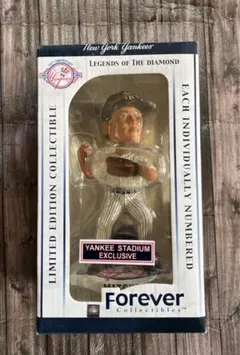 New York Yankees
LEGENDS OF THE DIAMOND
LIMITED EDITION COLLECTIBLE
EACH INDIVIDUALLY NUMBERED
YANKEE STADIUM
EXCLUSIVE
Forever
Collectibles